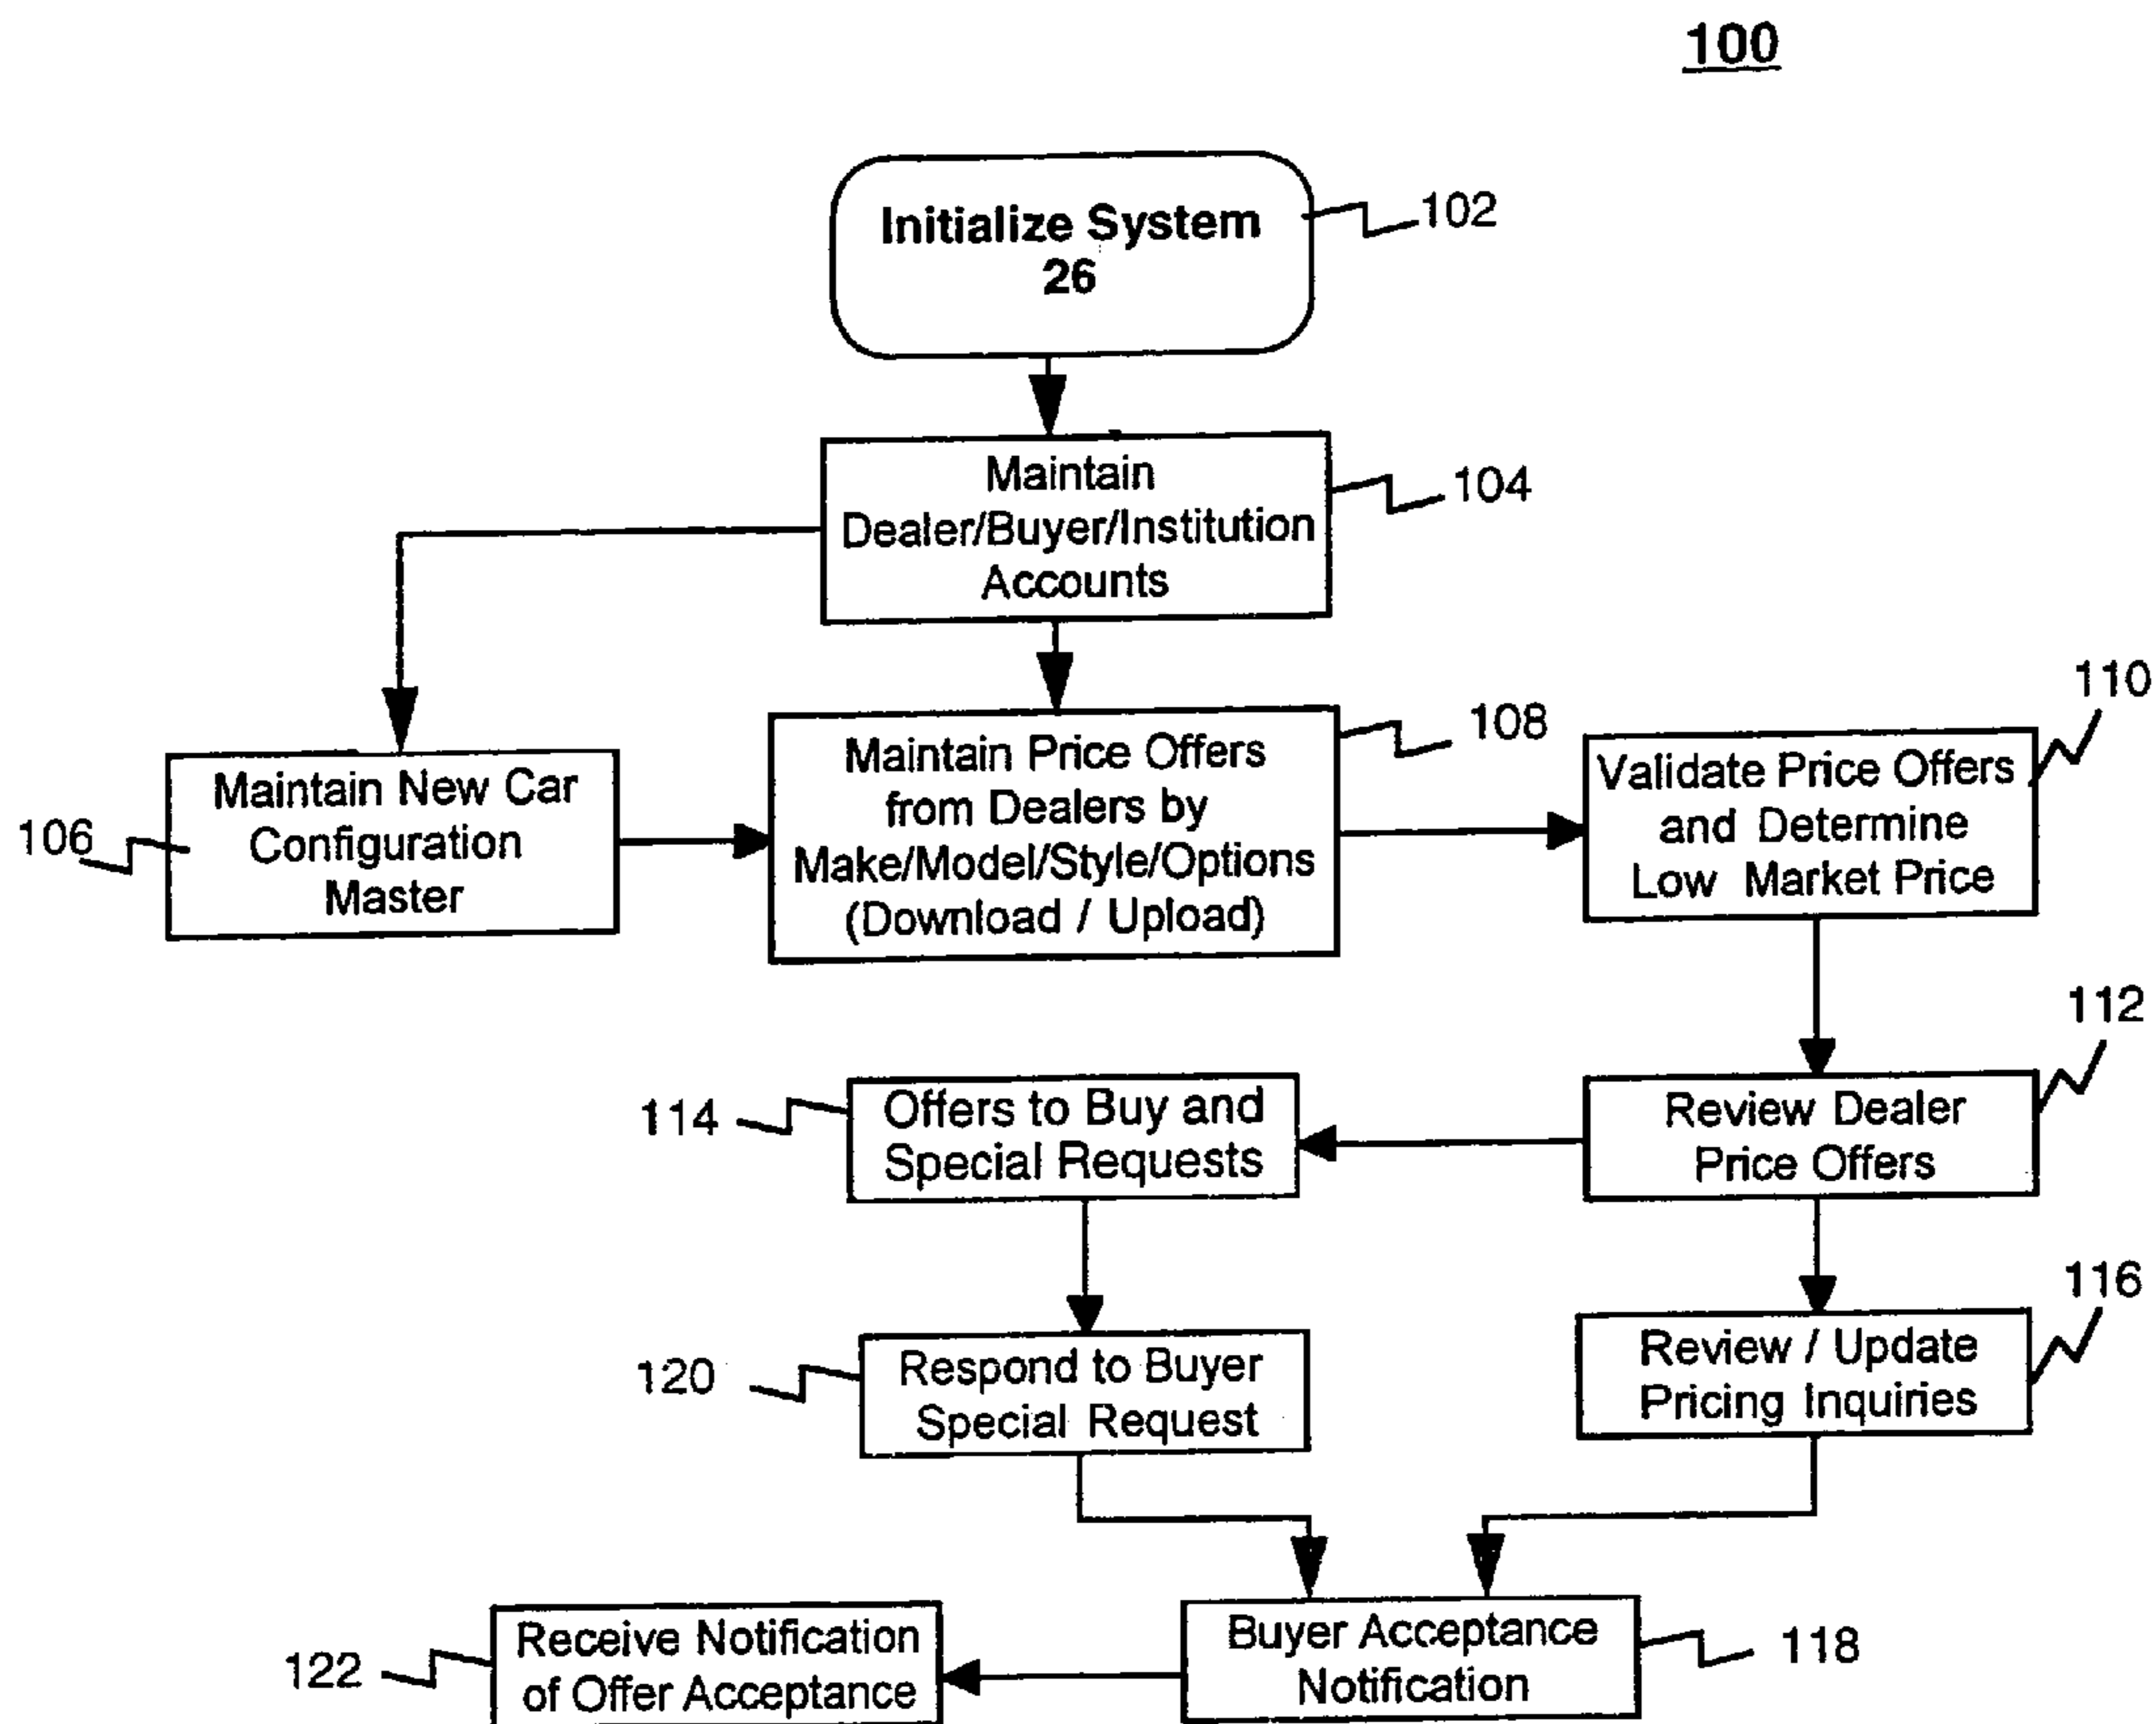 100
Initialize System
26
102
Maintain
Dealer/Buyer/Institution
Accounts
104
106
Maintain New Car
Configuration
Master
Maintain Price Offers
from Dealers by
Make/Model/Style/Options
(Download / Upload)
108
Validate Price Offers
and Determine
Low Market Price
110
114
Offers to Buy and
Special Requests
Review Dealer
Price Offers
112
120
Respond to Buyer
Special Request
Review / Update
Pricing Inquiries
116
122
Receive Notification
of Offer Acceptance
Buyer Acceptance
Notification
118